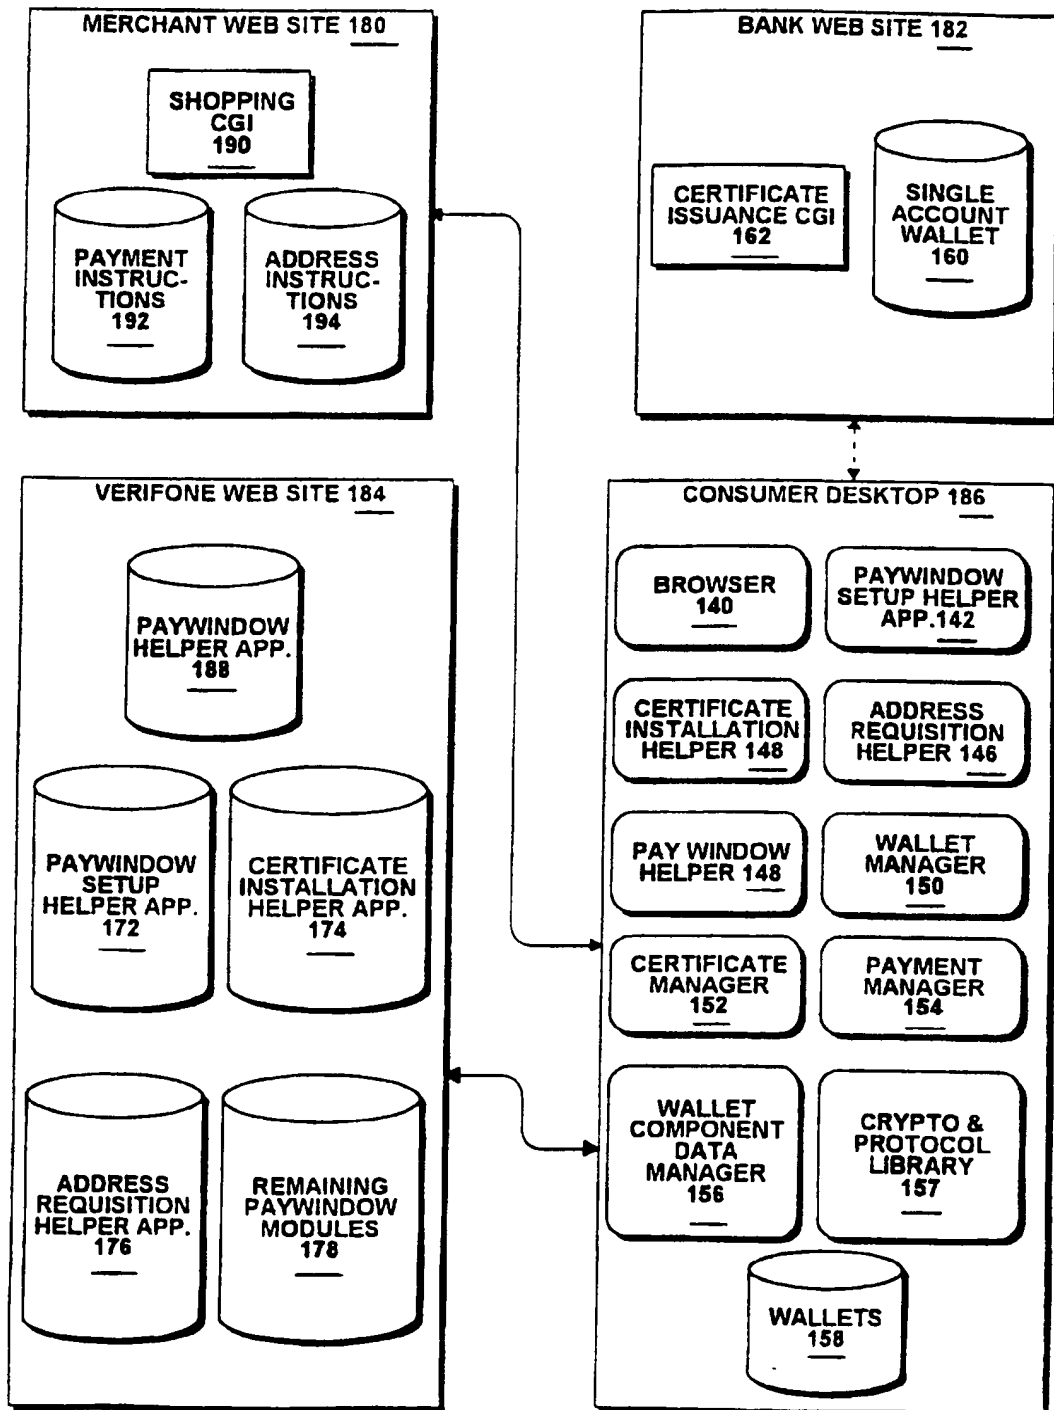 MERCHANT WEB SITE 180
SHOPPING
CGI
190
PAYMENT
INSTRUC-
TIONS
192
ADDRESS
INSTRUC-
TIONS
194
BANK WEB SITE 182
CERTIFICATE
ISSUANCE CGI
162
SINGLE
ACCOUNT
WALLET
160
VERIFONE WEB SITE 184
PAYWINDOW
HELPER APP.
188
PAYWINDOW
SETUP
HELPER APP.
172
CERTIFICATE
INSTALLATION
HELPER APP.
174
ADDRESS
REQUISITION
HELPER APP.
176
REMAINING
PAYWINDOW
MODULES
178
CONSUMER DESKTOP 186
BROWSER
140
PAYWINDOW
SETUP HELPER
APP.142
CERTIFICATE
INSTALLATION
HELPER 148
ADDRESS
REQUISITION
HELPER 146
PAY WINDOW
HELPER 148
WALLET
MANAGER
150
CERTIFICATE
MANAGER
152
PAYMENT
MANAGER
154
WALLET
COMPONENT
DATA
MANAGER
156
CRYPTO &
PROTOCOL
LIBRARY
157
WALLETS
158